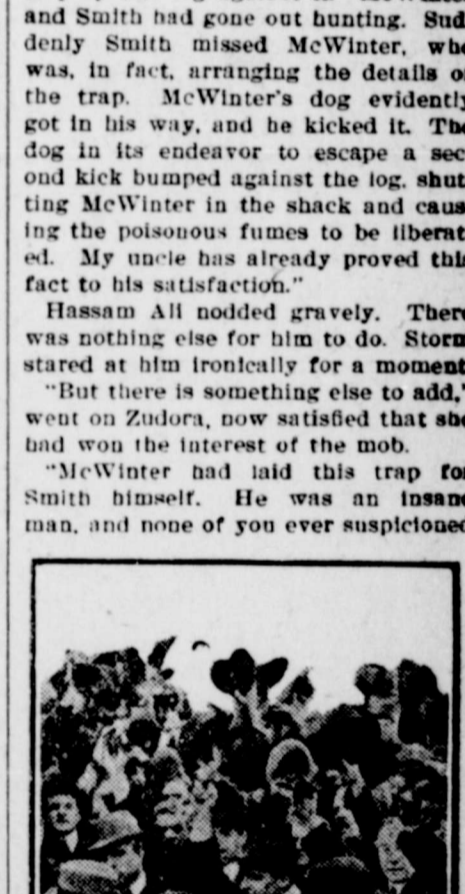 and Smith had gone out hunting. Sud
denly Smith missed McWinter, who
was, in fact, arranging the details o
the trap. McWinter's dog evidently
got in his way, and he kicked it. The
dog in its endeavor to escape a sec
ond kick bumped against the log, shut
ting McWinter in the shack and caus
ing the poisonous fumes to be liberat
ed. My uncle has already proved this
fact to his satisfaction."
Hassam Ali nodded gravely. There
was nothing else for him to do. Storm
stared at him ironically for a moment
"But there is something else to add,"
went on Zudora, now satisfied that she
had won the interest of the mob.
"McWinter had laid this trap for
Smith himself. He was an insane
man, and none of you ever suspicioned